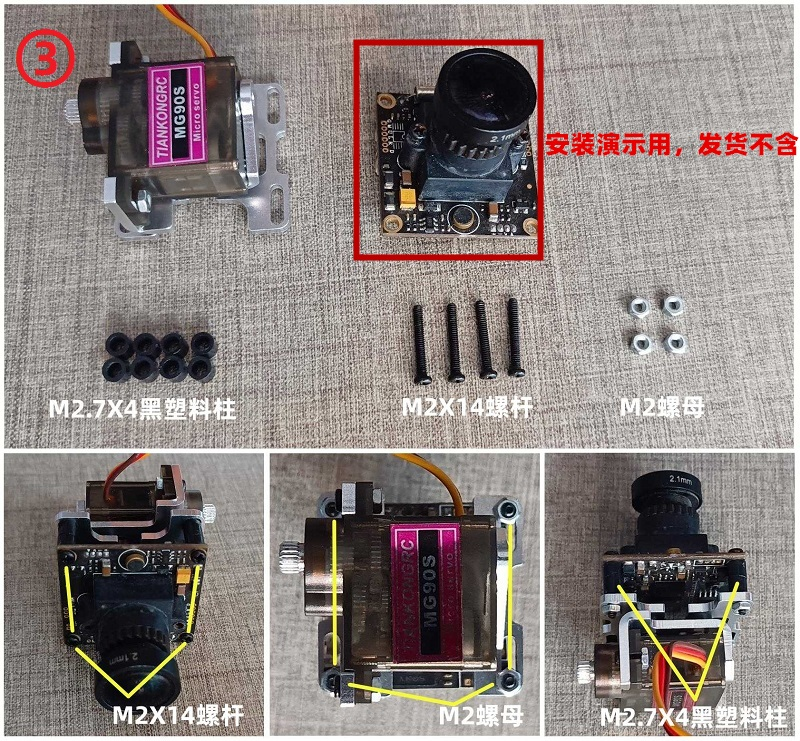 ③
TIANKONGRC
MG90S
Micro servo
2.1mm
安装演示用，发货不含
M2.7X4黑塑料柱
M2X14螺杆
M2螺母
2.1mm
M2X14螺杆
TIANKONGRC
MG90S
Micro servo
M2螺母
2.1mm
M2.7X4黑塑料柱